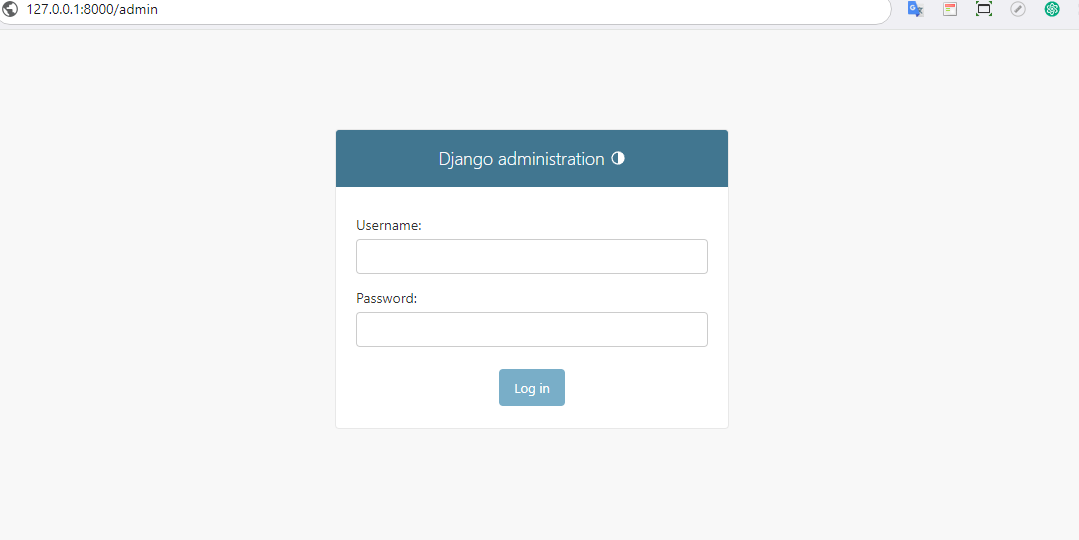 127.0.0.1:8000/admin
Django administration
Username:
Password:
Log in